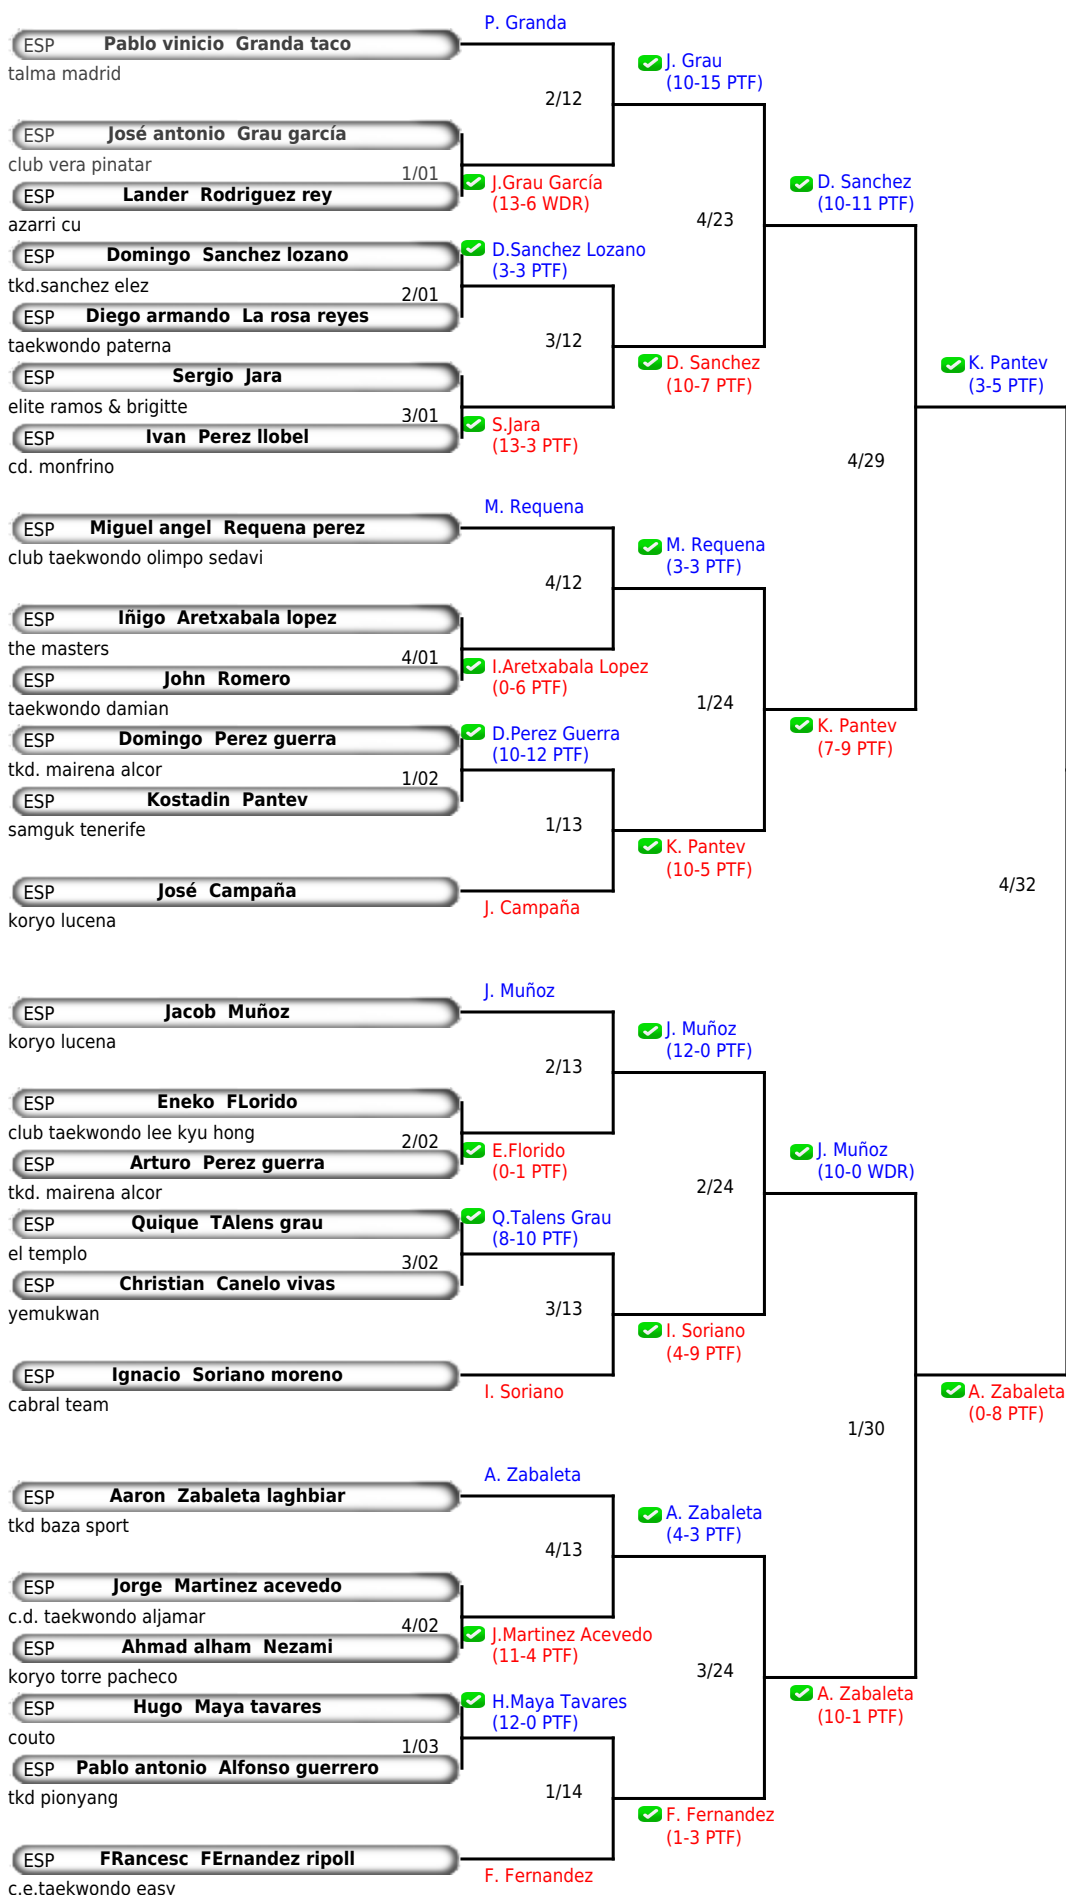 P. Granda
ESP Pablo vinicio Granda taco
talma madrid
J. Grau
(10-15 PTF)
2/12
ESP José antonio Grau garcía
club vera pinatar
1/01
J.Grau García
(13-6 WDR)
ESP Lander Rodriguez rey
azarri cu
D. Sanchez
(10-11 PTF)
4/23
ESP Domingo Sanchez lozano
D.Sanchez Lozano
(3-3 PTF)
tkd.sanchez elez
2/01
ESP Diego armando La rosa reyes
taekwondo paterna
3/12
D. Sanchez
(10-7 PTF)
K. Pantev
(3-5 PTF)
ESP Sergio Jara
elite ramos & brigitte
3/01
S.Jara
(13-3 PTF)
ESP Ivan Perez llobel
cd. monfrino
4/29
M. Requena
ESP Miguel angel Requena perez
club taekwondo olimpo sedavi
M. Requena
(3-3 PTF)
4/12
ESP Iñigo Aretxabala lopez
the masters
4/01
I.Aretxabala Lopez
(0-6 PTF)
ESP John Romero
taekwondo damian
1/24
K. Pantev
(7-9 PTF)
ESP Domingo Perez guerra
D.Perez Guerra
(10-12 PTF)
tkd. mairena alcor
1/02
ESP Kostadin Pantev
samguk tenerife
1/13
K. Pantev
(10-5 PTF)
ESP José Campaña
J. Campaña
koryo lucena
4/32
J. Muñoz
ESP Jacob Muñoz
koryo lucena
J. Muñoz
(12-0 PTF)
2/13
ESP Eneko FLorido
club taekwondo lee kyu hong
2/02
E.Florido
(0-1 PTF)
ESP Arturo Perez guerra
tkd. mairena alcor
J. Muñoz
(10-0 WDR)
2/24
ESP Quique TAlens grau
Q.Talens Grau
(8-10 PTF)
el templo
3/02
ESP Christian Canelo vivas
yemukwan
3/13
I. Soriano
(4-9 PTF)
ESP Ignacio Soriano moreno
I. Soriano
cabral team
A. Zabaleta
(0-8 PTF)
1/30
A. Zabaleta
ESP Aaron Zabaleta laghbiar
tkd baza sport
A. Zabaleta
(4-3 PTF)
4/13
ESP Jorge Martinez acevedo
c.d. taekwondo aljamar
4/02
J.Martinez Acevedo
(11-4 PTF)
ESP Ahmad alham Nezami
koryo torre pacheco
3/24
A. Zabaleta
(10-1 PTF)
ESP Hugo Maya tavares
H.Maya Tavares
(12-0 PTF)
couto
1/03
ESP Pablo antonio Alfonso guerrero
tkd pionyang
1/14
F. Fernandez
(1-3 PTF)
ESP FRancesc FErnandez ripoll
F. Fernandez
c.e.taekwondo easy